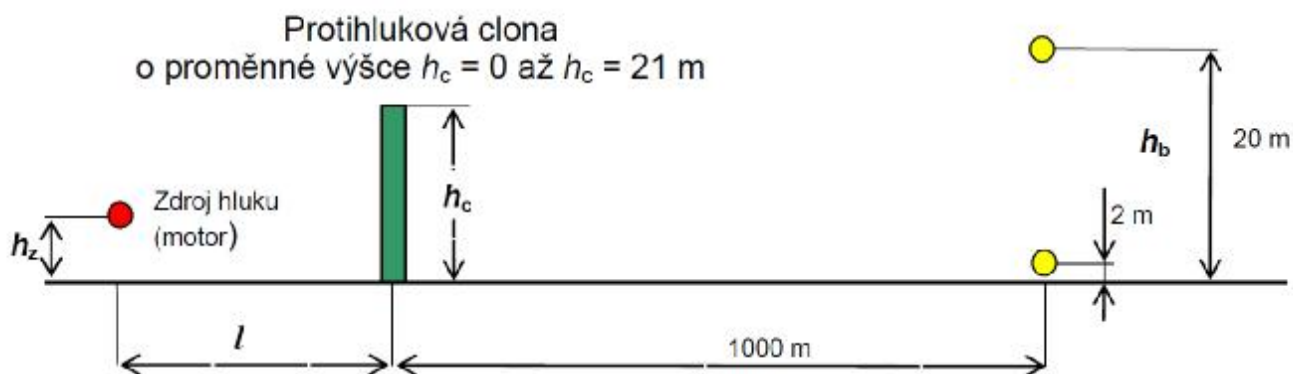 Protihluková clona
o proměnné výšce hc = 0 až hc = 21 m
hb
20 m
Zdroj hluku
(motor)
hc
2 m
hz
l
1000 m